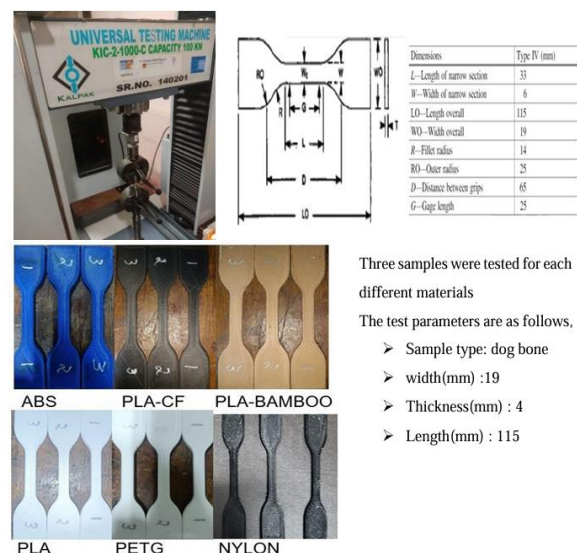 UNIVERSAL TESTING MACHINE
KIC-2-1000-C CAPACITY 100 KN
KALPAK
SR.NO. 140201
RO
W
WO
G
R
T
L
D
LO
Dimensions Type IV (mm)
L—Length of narrow section 33
W—Width of narrow section 6
LO—Length overall 115
WO—Width overall 19
R—Fillet radius 14
RO—Outer radius 25
D—Distance between grips 65
G—Gage length 25
Three samples were tested for each
different materials
The test parameters are as follows,
➤ Sample type: dog bone
➤ width(mm) :19
➤ Thickness(mm) : 4
➤ Length(mm) : 115
ABS PLA-CF PLA-BAMBOO
PLA PETG NYLON